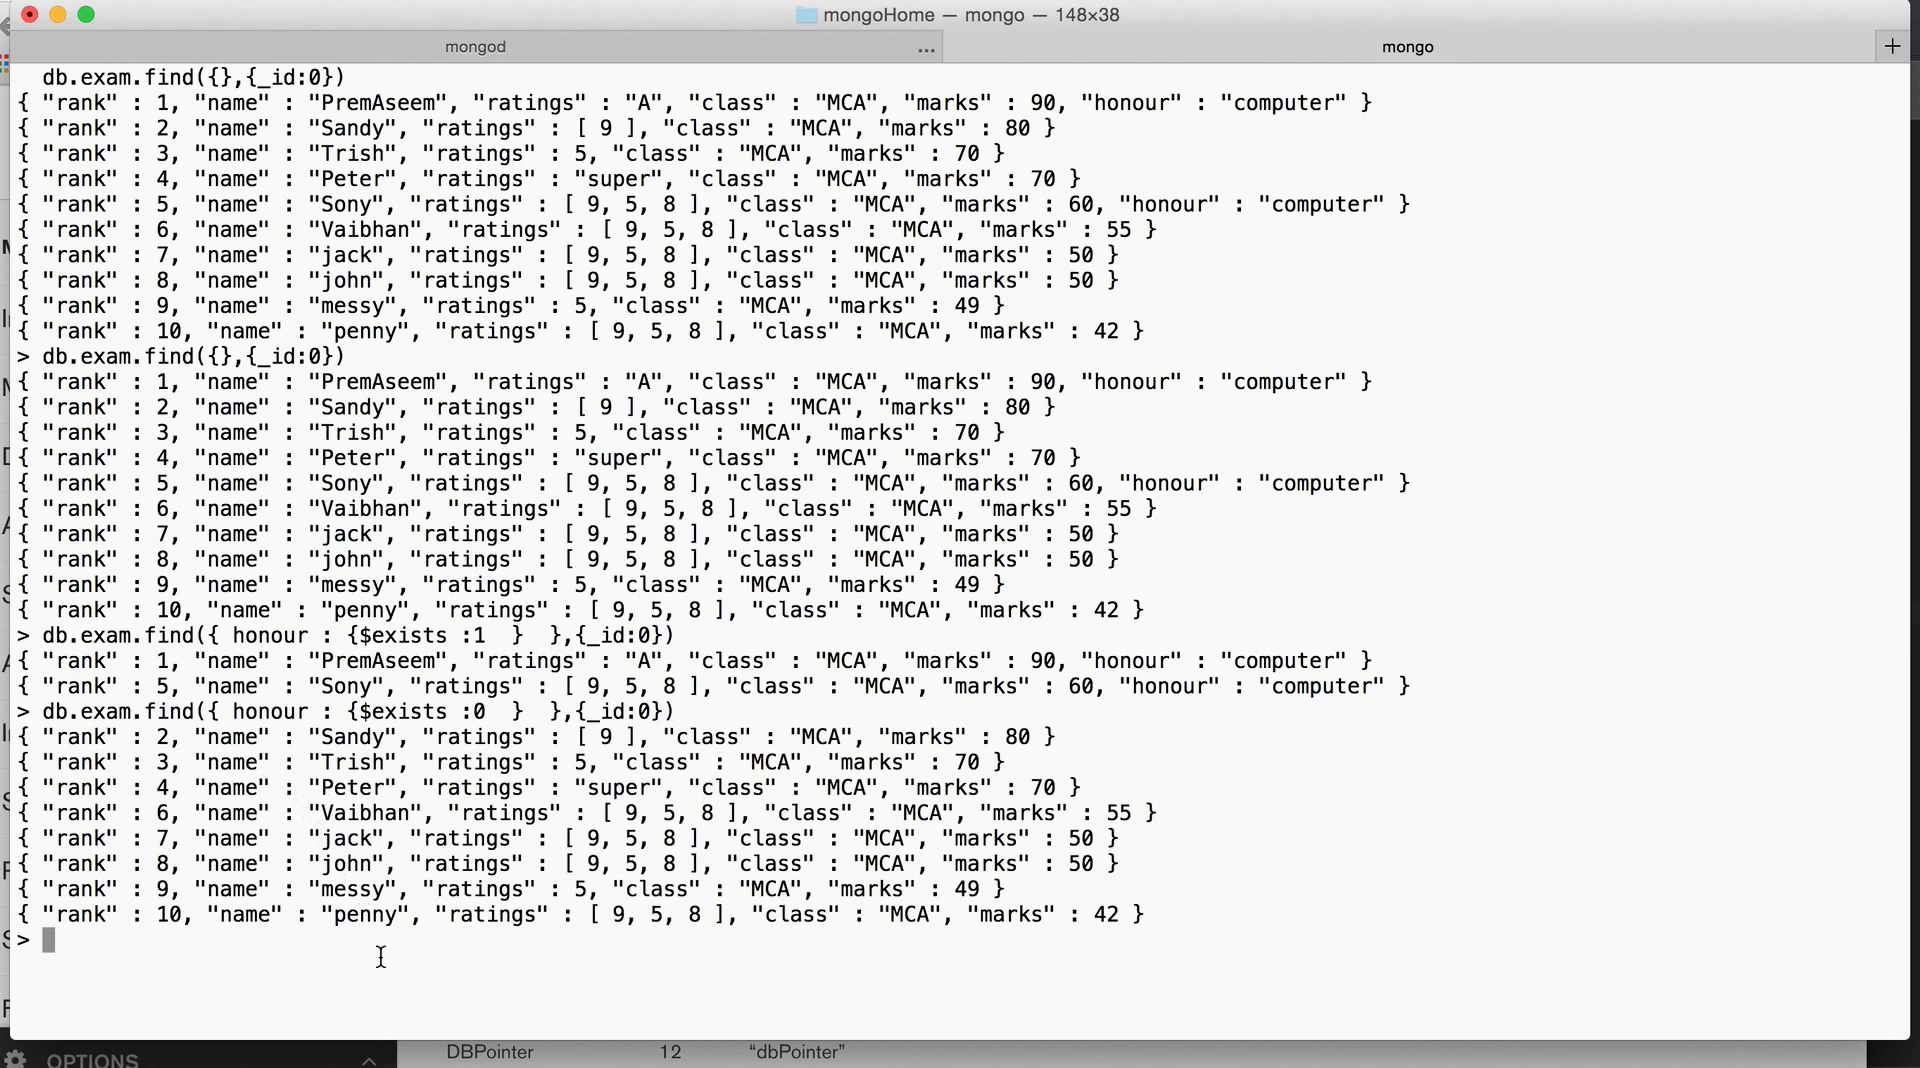 mongoHome — mongo — 148×38
mongod ... mongo +
db.exam.find({},{_id:0})
{ "rank" : 1, "name" : "PremAseem", "ratings" : "A", "class" : "MCA", "marks" : 90, "honour" : "computer" }
{ "rank" : 2, "name" : "Sandy", "ratings" : [ 9 ], "class" : "MCA", "marks" : 80 }
{ "rank" : 3, "name" : "Trish", "ratings" : 5, "class" : "MCA", "marks" : 70 }
{ "rank" : 4, "name" : "Peter", "ratings" : "super", "class" : "MCA", "marks" : 70 }
{ "rank" : 5, "name" : "Sony", "ratings" : [ 9, 5, 8 ], "class" : "MCA", "marks" : 60, "honour" : "computer" }
{ "rank" : 6, "name" : "Vaibhan", "ratings" : [ 9, 5, 8 ], "class" : "MCA", "marks" : 55 }
{ "rank" : 7, "name" : "jack", "ratings" : [ 9, 5, 8 ], "class" : "MCA", "marks" : 50 }
{ "rank" : 8, "name" : "john", "ratings" : [ 9, 5, 8 ], "class" : "MCA", "marks" : 50 }
{ "rank" : 9, "name" : "messy", "ratings" : 5, "class" : "MCA", "marks" : 49 }
{ "rank" : 10, "name" : "penny", "ratings" : [ 9, 5, 8 ], "class" : "MCA", "marks" : 42 }
> db.exam.find({},{_id:0})
{ "rank" : 1, "name" : "PremAseem", "ratings" : "A", "class" : "MCA", "marks" : 90, "honour" : "computer" }
{ "rank" : 2, "name" : "Sandy", "ratings" : [ 9 ], "class" : "MCA", "marks" : 80 }
{ "rank" : 3, "name" : "Trish", "ratings" : 5, "class" : "MCA", "marks" : 70 }
{ "rank" : 4, "name" : "Peter", "ratings" : "super", "class" : "MCA", "marks" : 70 }
{ "rank" : 5, "name" : "Sony", "ratings" : [ 9, 5, 8 ], "class" : "MCA", "marks" : 60, "honour" : "computer" }
{ "rank" : 6, "name" : "Vaibhan", "ratings" : [ 9, 5, 8 ], "class" : "MCA", "marks" : 55 }
{ "rank" : 7, "name" : "jack", "ratings" : [ 9, 5, 8 ], "class" : "MCA", "marks" : 50 }
{ "rank" : 8, "name" : "john", "ratings" : [ 9, 5, 8 ], "class" : "MCA", "marks" : 50 }
{ "rank" : 9, "name" : "messy", "ratings" : 5, "class" : "MCA", "marks" : 49 }
{ "rank" : 10, "name" : "penny", "ratings" : [ 9, 5, 8 ], "class" : "MCA", "marks" : 42 }
> db.exam.find({ honour : {$exists :1  }  },{_id:0})
{ "rank" : 1, "name" : "PremAseem", "ratings" : "A", "class" : "MCA", "marks" : 90, "honour" : "computer" }
{ "rank" : 5, "name" : "Sony", "ratings" : [ 9, 5, 8 ], "class" : "MCA", "marks" : 60, "honour" : "computer" }
> db.exam.find({ honour : {$exists :0  }  },{_id:0})
{ "rank" : 2, "name" : "Sandy", "ratings" : [ 9 ], "class" : "MCA", "marks" : 80 }
{ "rank" : 3, "name" : "Trish", "ratings" : 5, "class" : "MCA", "marks" : 70 }
{ "rank" : 4, "name" : "Peter", "ratings" : "super", "class" : "MCA", "marks" : 70 }
{ "rank" : 6, "name" : "Vaibhan", "ratings" : [ 9, 5, 8 ], "class" : "MCA", "marks" : 55 }
{ "rank" : 7, "name" : "jack", "ratings" : [ 9, 5, 8 ], "class" : "MCA", "marks" : 50 }
{ "rank" : 8, "name" : "john", "ratings" : [ 9, 5, 8 ], "class" : "MCA", "marks" : 50 }
{ "rank" : 9, "name" : "messy", "ratings" : 5, "class" : "MCA", "marks" : 49 }
{ "rank" : 10, "name" : "penny", "ratings" : [ 9, 5, 8 ], "class" : "MCA", "marks" : 42 }
>
OPTIONS DBPointer 12 “dbPointer”